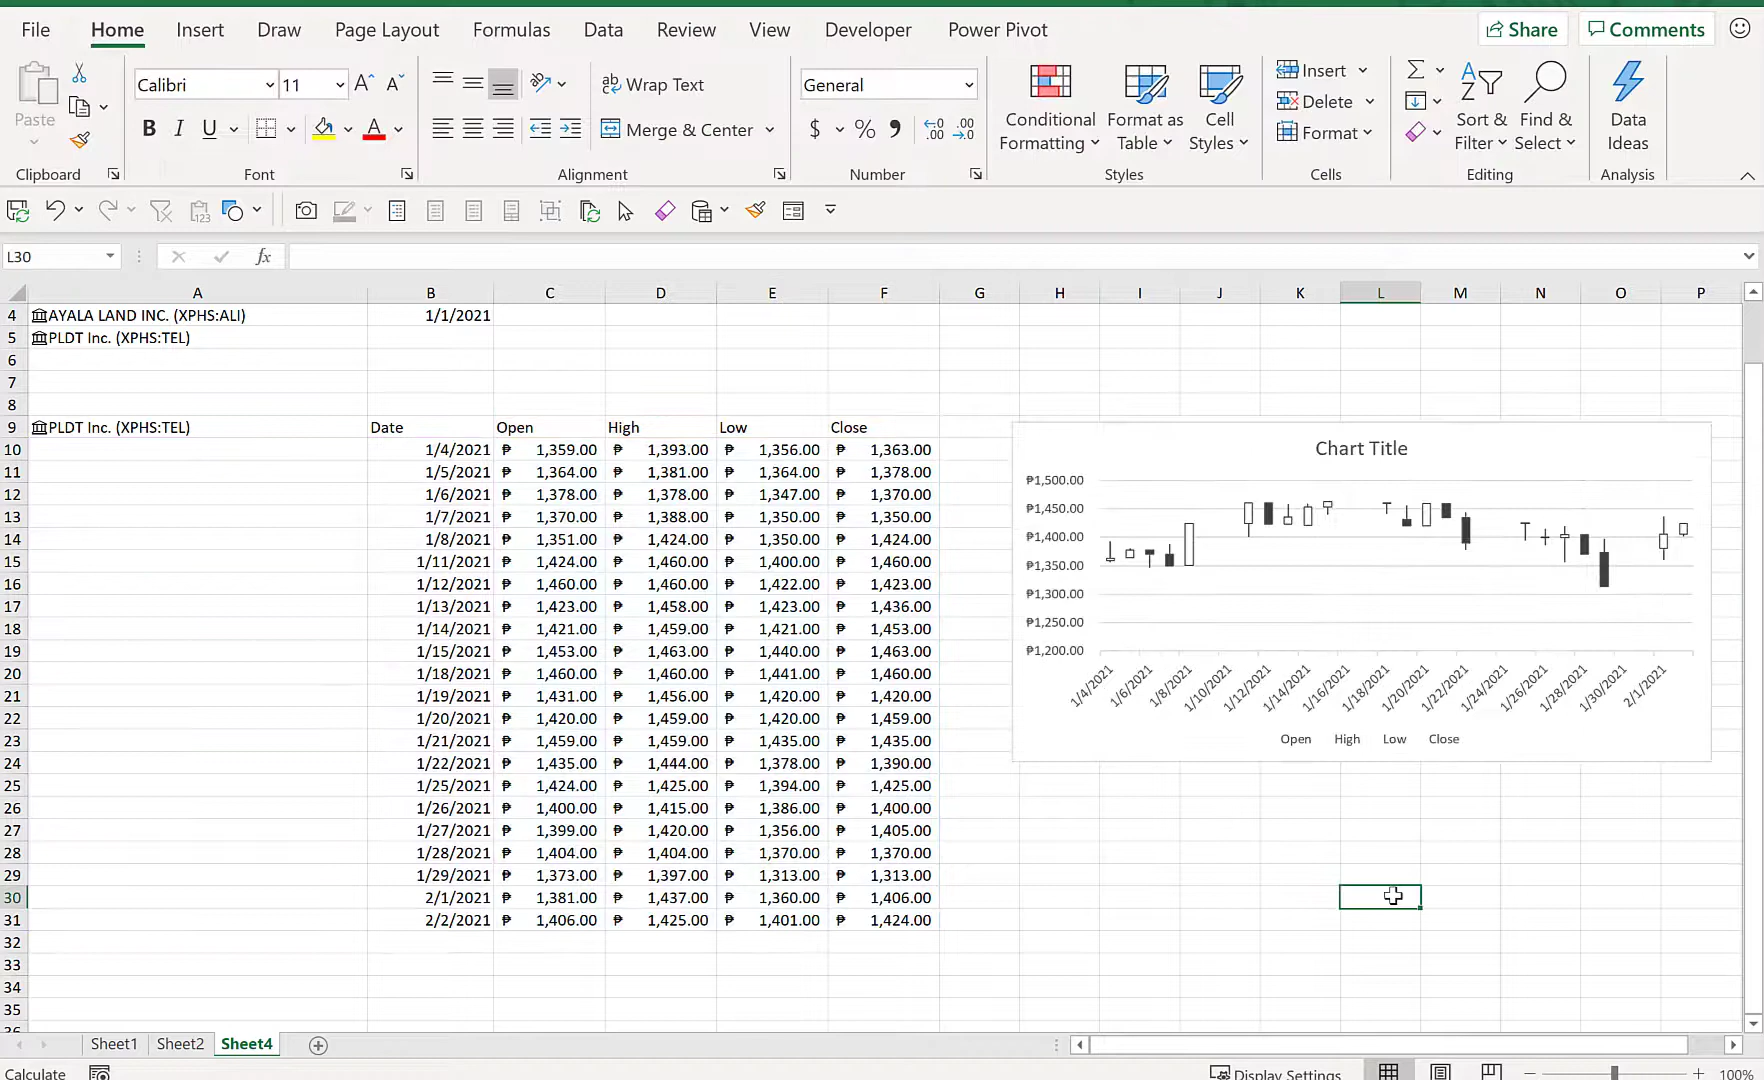 File Home Insert Draw Page Layout Formulas Data Review View Developer Power Pivot Share Comments
Paste
Calibri 11 A A
ab Wrap Text
General
Conditional Formatting
Format as Table
Cell Styles
Insert
Delete
Format
Sort & Filter
Find & Select
Data Ideas
B I U A
Merge & Center
$ % 9 .00 .00
Clipboard Font Alignment Number Styles Cells Editing Analysis
L30 fx
A B C D E F G H I J K L M N O P
4 AYALA LAND INC. (XPHS:ALI) 1/1/2021
5 PLDT Inc. (XPHS:TEL)
6
7
8
9 PLDT Inc. (XPHS:TEL) Date Open High Low Close
10 1/4/2021 ₱ 1,359.00 ₱ 1,393.00 ₱ 1,356.00 ₱ 1,363.00
11 1/5/2021 ₱ 1,364.00 ₱ 1,381.00 ₱ 1,364.00 ₱ 1,378.00
12 1/6/2021 ₱ 1,378.00 ₱ 1,378.00 ₱ 1,347.00 ₱ 1,370.00
13 1/7/2021 ₱ 1,370.00 ₱ 1,388.00 ₱ 1,350.00 ₱ 1,350.00
14 1/8/2021 ₱ 1,351.00 ₱ 1,424.00 ₱ 1,350.00 ₱ 1,424.00
15 1/11/2021 ₱ 1,424.00 ₱ 1,460.00 ₱ 1,400.00 ₱ 1,460.00
16 1/12/2021 ₱ 1,460.00 ₱ 1,460.00 ₱ 1,422.00 ₱ 1,423.00
17 1/13/2021 ₱ 1,423.00 ₱ 1,458.00 ₱ 1,423.00 ₱ 1,436.00
18 1/14/2021 ₱ 1,421.00 ₱ 1,459.00 ₱ 1,421.00 ₱ 1,453.00
19 1/15/2021 ₱ 1,453.00 ₱ 1,463.00 ₱ 1,440.00 ₱ 1,463.00
20 1/18/2021 ₱ 1,460.00 ₱ 1,460.00 ₱ 1,441.00 ₱ 1,460.00
21 1/19/2021 ₱ 1,431.00 ₱ 1,456.00 ₱ 1,420.00 ₱ 1,420.00
22 1/20/2021 ₱ 1,420.00 ₱ 1,459.00 ₱ 1,420.00 ₱ 1,459.00
23 1/21/2021 ₱ 1,459.00 ₱ 1,459.00 ₱ 1,435.00 ₱ 1,435.00
24 1/22/2021 ₱ 1,435.00 ₱ 1,444.00 ₱ 1,378.00 ₱ 1,390.00
25 1/25/2021 ₱ 1,424.00 ₱ 1,425.00 ₱ 1,394.00 ₱ 1,425.00
26 1/26/2021 ₱ 1,400.00 ₱ 1,415.00 ₱ 1,386.00 ₱ 1,400.00
27 1/27/2021 ₱ 1,399.00 ₱ 1,420.00 ₱ 1,356.00 ₱ 1,405.00
28 1/28/2021 ₱ 1,404.00 ₱ 1,404.00 ₱ 1,370.00 ₱ 1,370.00
29 1/29/2021 ₱ 1,373.00 ₱ 1,397.00 ₱ 1,313.00 ₱ 1,313.00
30 2/1/2021 ₱ 1,381.00 ₱ 1,437.00 ₱ 1,360.00 ₱ 1,406.00
31 2/2/2021 ₱ 1,406.00 ₱ 1,425.00 ₱ 1,401.00 ₱ 1,424.00
32
33
34
35
36
Chart Title
₱1,500.00
₱1,450.00
₱1,400.00
₱1,350.00
₱1,300.00
₱1,250.00
₱1,200.00
1/4/2021 1/6/2021 1/8/2021 1/10/2021 1/12/2021 1/14/2021 1/16/2021 1/18/2021 1/20/2021 1/22/2021 1/24/2021 1/26/2021 1/28/2021 1/30/2021 2/1/2021
Open High Low Close
Sheet1 Sheet2 Sheet4
Calculate Display Settings 100%